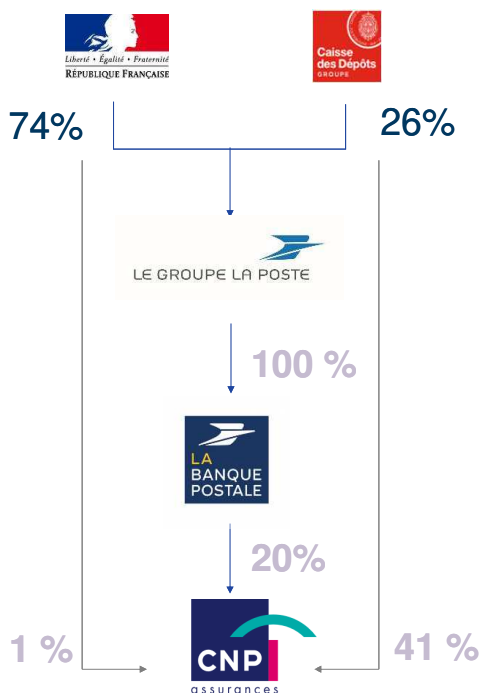 Liberté • Égalité • Fraternité
RÉPUBLIQUE FRANÇAISE
Caisse
des Dépôts
GROUPE
74%
26%
LE GROUPE LA POSTE
100 %
LA
BANQUE
POSTALE
20%
1 %
41 %
CNP
assurances